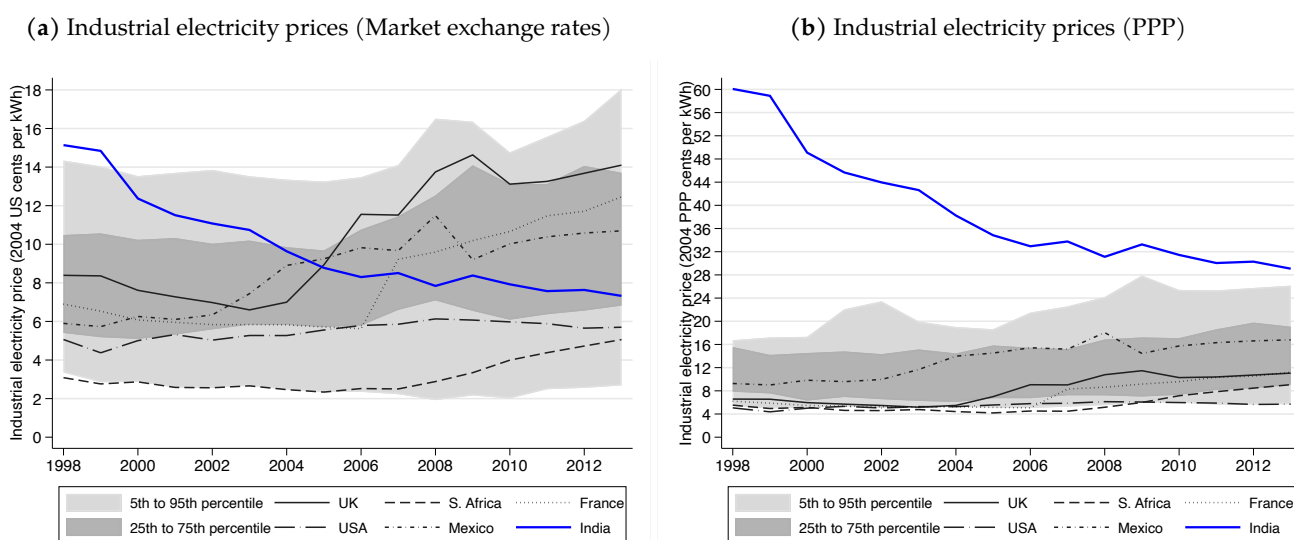 (a) Industrial electricity prices (Market exchange rates)
Industrial electricity price (2004 US cents per kWh)
18
16
14
12
10
8
6
4
2
0
1998 2000 2002 2004 2006 2008 2010 2012
5th to 95th percentile UK S. Africa France
25th to 75th percentile USA Mexico India
(b) Industrial electricity prices (PPP)
Industrial electricity price (2004 PPP cents per kWh)
60
56
52
48
44
40
36
32
28
24
20
16
12
8
4
0
1998 2000 2002 2004 2006 2008 2010 2012
5th to 95th percentile UK S. Africa France
25th to 75th percentile USA Mexico India